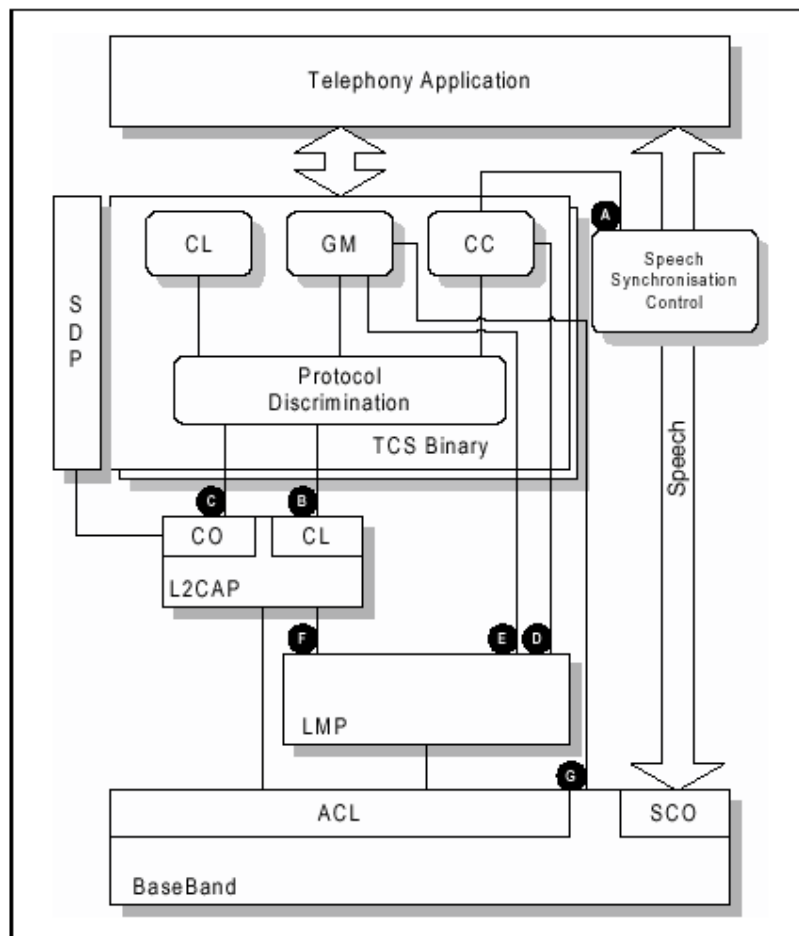 Telephony Application
CL
GM
CC
A
Speech
Synchronisation
Control
S
D
P
Protocol
Discrimination
TCS Binary
Speech
C
B
CO
CL
L2CAP
F
E
D
LMP
G
ACL
SCO
BaseBand